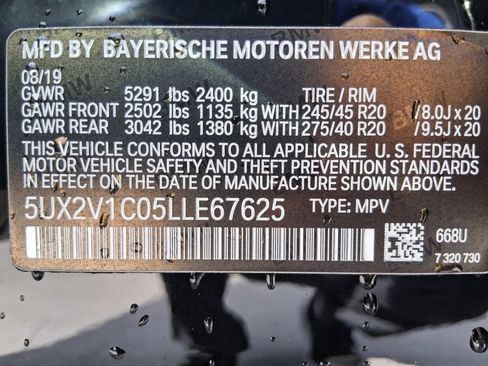 MFD BY BAYERISCHE MOTOREN WERKE AG
08/19
GVWR 5291 lbs 2400 kg TIRE / RIM
GAWR FRONT 2502 lbs 1135 kg WITH 245/45 R20 / 8.0J x 20
GAWR REAR 3042 lbs 1380 kg WITH 275/40 R20 / 9.5J x 20
THIS VEHICLE CONFORMS TO ALL APPLICABLE U.S. FEDERAL
MOTOR VEHICLE SAFETY AND THEFT PREVENTION STANDARDS
IN EFFECT ON THE DATE OF MANUFACTURE SHOWN ABOVE.
5UX2V1C05LLE67625 TYPE: MPV
668U
7 320 730